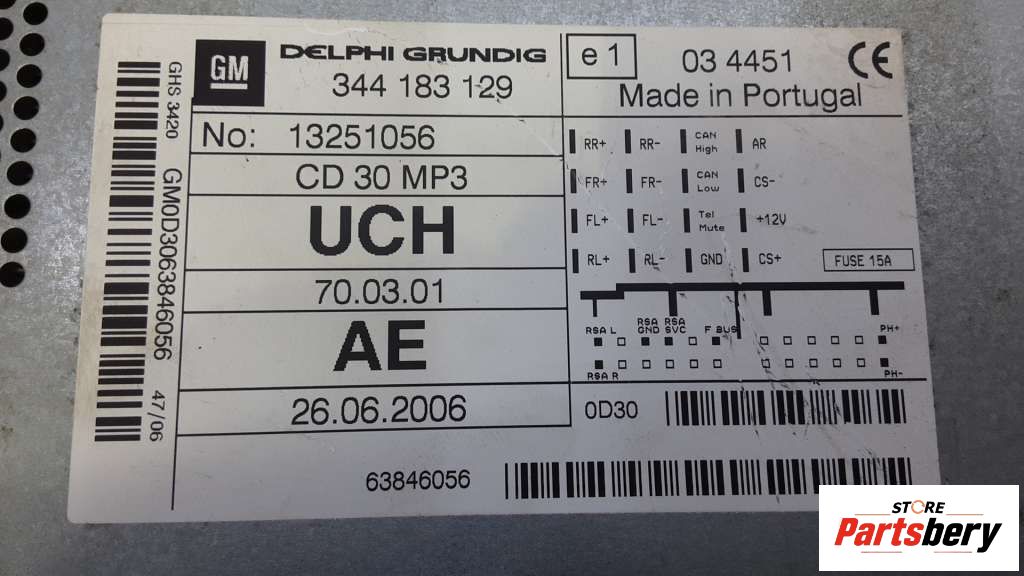 GM
DELPHI GRUNDIG
344 183 129
e 1
03 4451
CE
Made in Portugal
GHS 3420
GM0D3063846056
47/06
No: 13251056
CD 30 MP3
UCH
70.03.01
AE
26.06.2006
RR+ RR- CAN High AR
FR+ FR- CAN Low CS-
FL+ FL- Tel Mute +12V
RL+ RL- GND CS+
FUSE 15A
RSA L RSA GND RSA SVC F BUS PH+
RSA R PH-
0D30
63846056
STORE
Partsbery